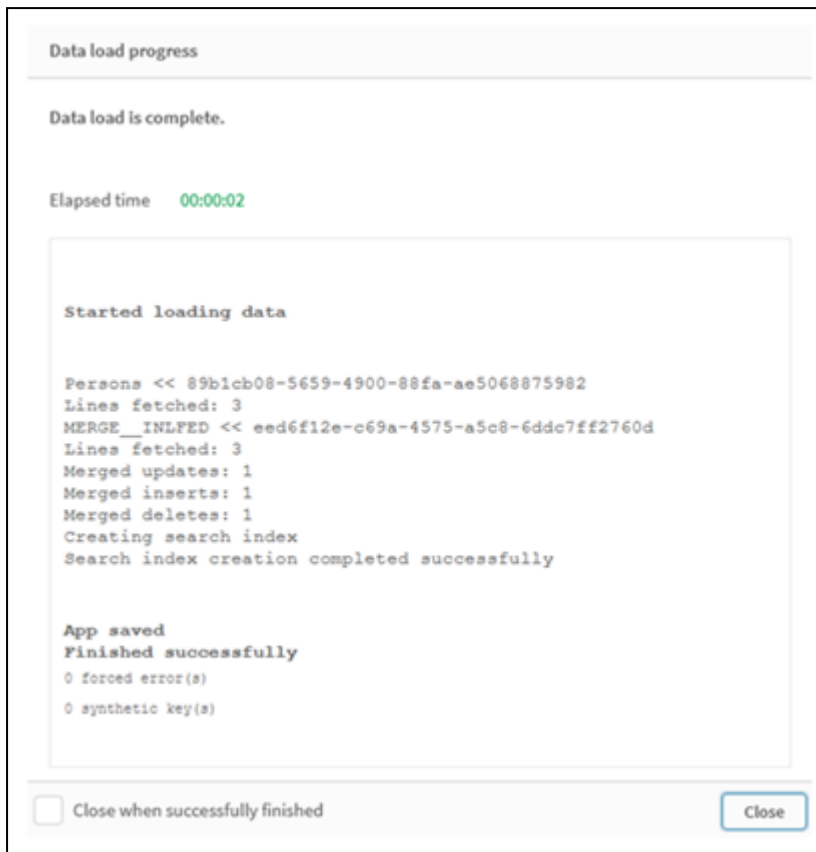 Data load progress
Data load is complete.
Elapsed time 00:00:02
Started loading data
Persons << 89b1cb08-5659-4900-88fa-ae5068875982
Lines fetched: 3
MERGE__INLFED << eed6f12e-c69a-4575-a5c8-6ddc7ff2760d
Lines fetched: 3
Merged updates: 1
Merged inserts: 1
Merged deletes: 1
Creating search index
Search index creation completed successfully
App saved
Finished successfully
0 forced error(s)
0 synthetic key(s)
Close when successfully finished Close